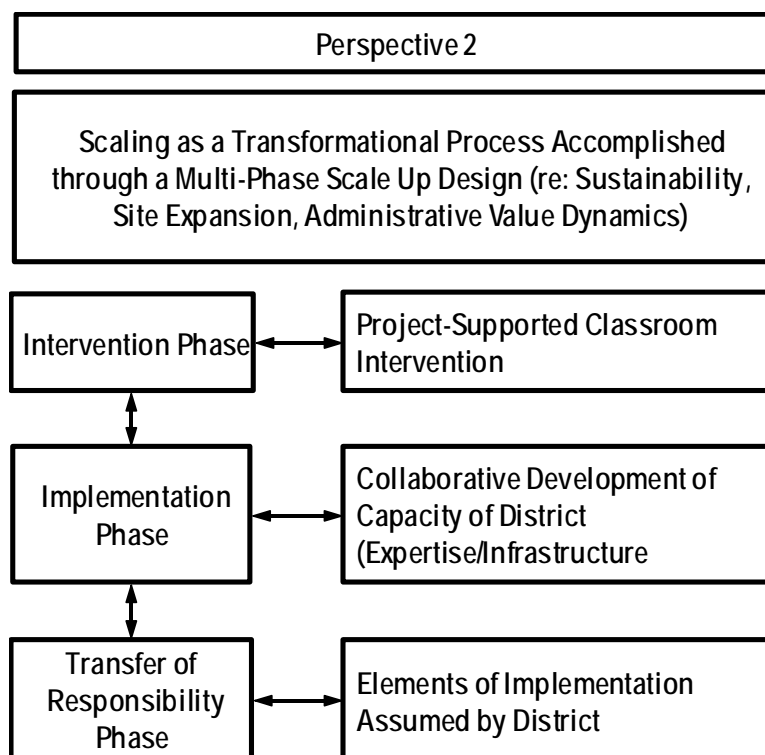 Perspective 2
Scaling as a Transformational Process Accomplished
through a Multi-Phase Scale Up Design (re: Sustainability,
Site Expansion, Administrative Value Dynamics)
Intervention Phase
Project-Supported Classroom
Intervention
Implementation
Phase
Collaborative Development of
Capacity of District
(Expertise/Infrastructure
Transfer of
Responsibility
Phase
Elements of Implementation
Assumed by District